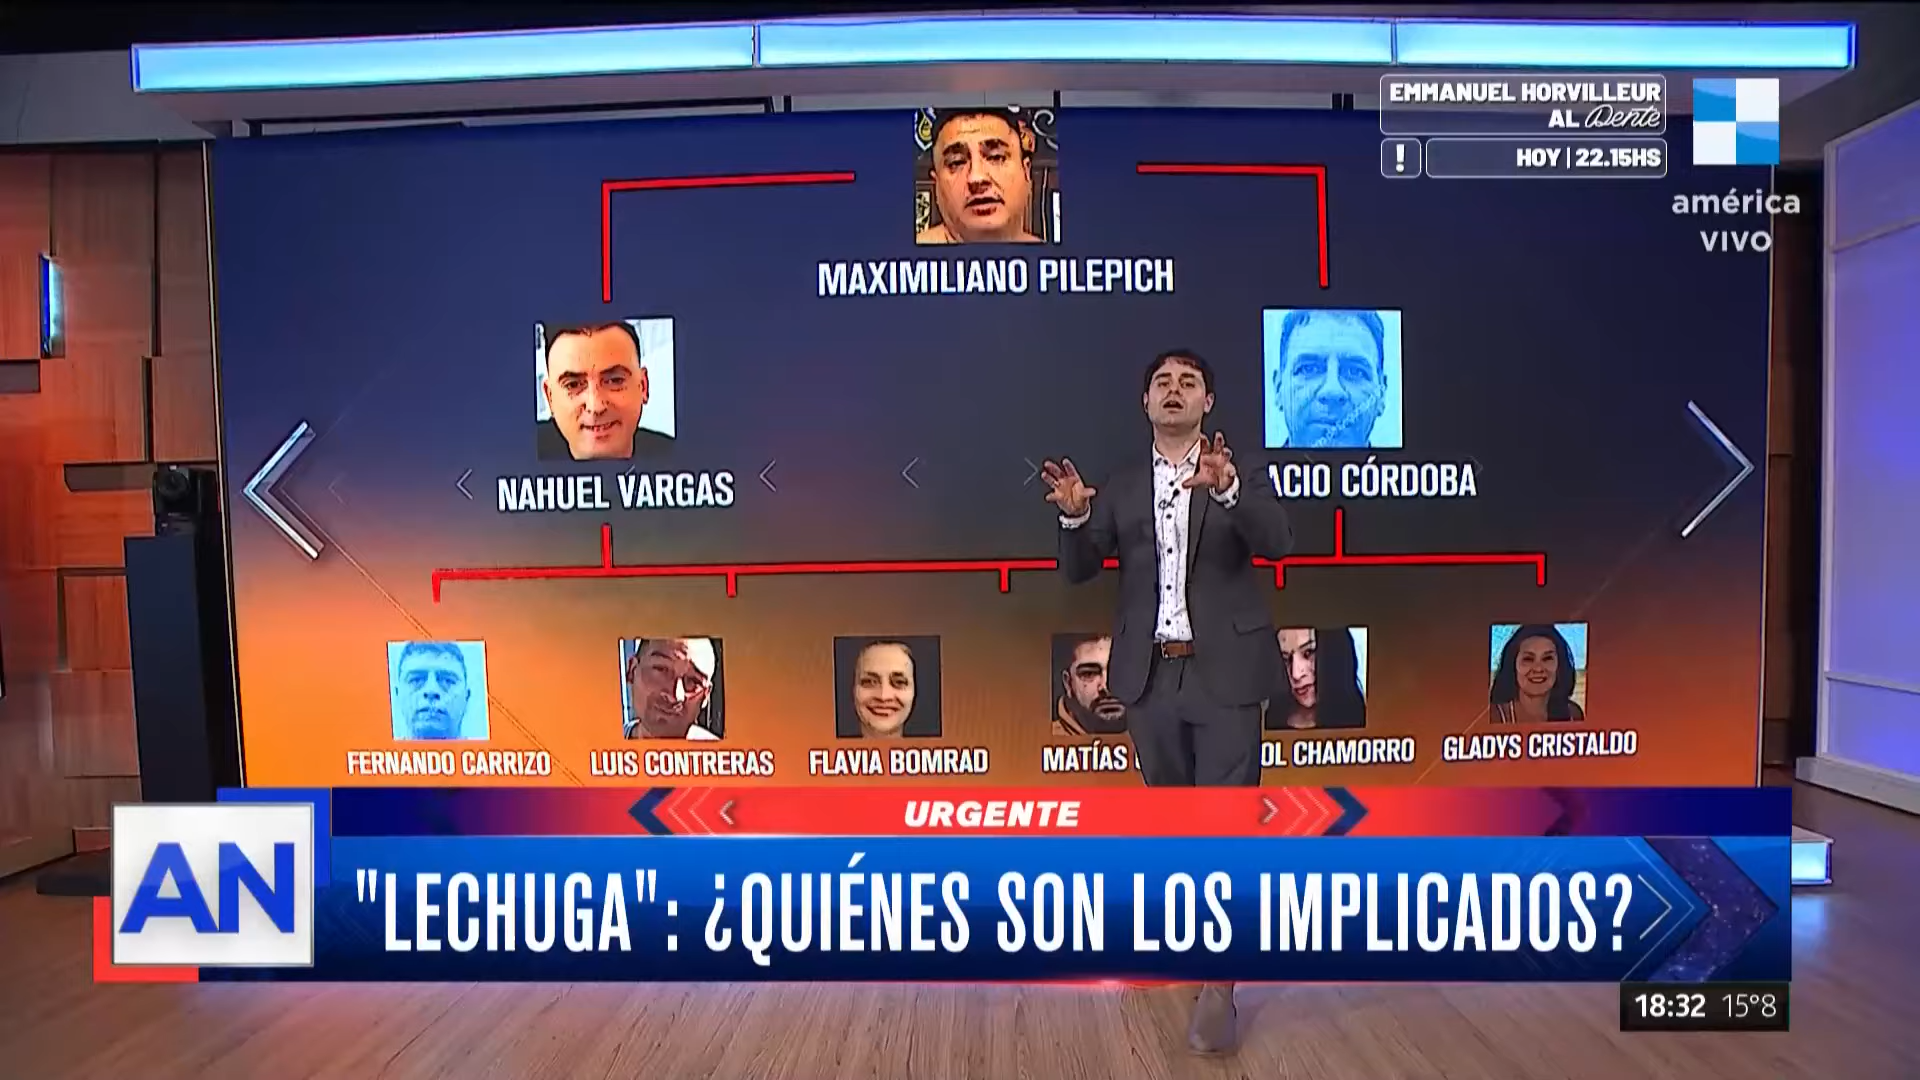 EMMANUEL HORVILLEUR
AL Dente
! HOY | 22.15HS
américa
VIVO
MAXIMILIANO PILEPICH
NAHUEL VARGAS
ACIO CÓRDOBA
FERNANDO CARRIZO
LUIS CONTRERAS
FLAVIA BOMRAD
MATÍAS
OL CHAMORRO
GLADYS CRISTALDO
URGENTE
AN
"LECHUGA": ¿QUIÉNES SON LOS IMPLICADOS?
18:32 15°8